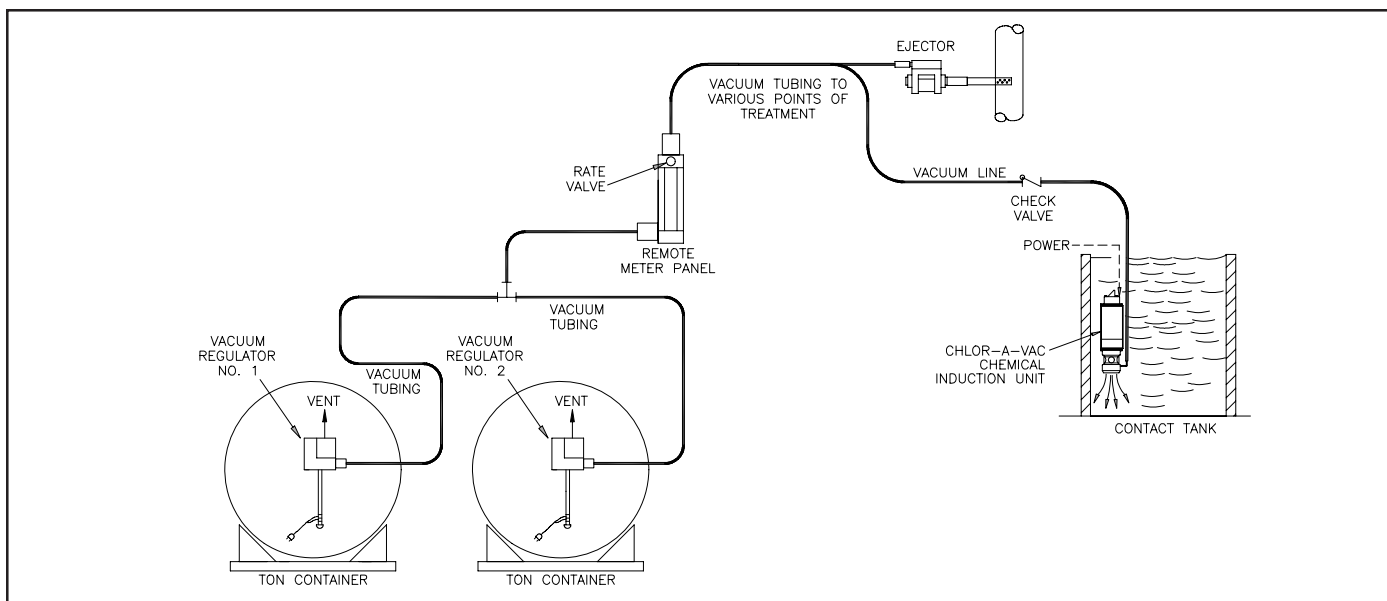 EJECTOR
VACUUM TUBING TO
VARIOUS POINTS OF
TREATMENT
RATE
VALVE
VACUUM LINE
CHECK
VALVE
POWER
REMOTE
METER PANEL
VACUUM
TUBING
VACUUM
REGULATOR
NO. 1
VACUUM
TUBING
VACUUM
REGULATOR
NO. 2
CHLOR-A-VAC
CHEMICAL
INDUCTION UNIT
VENT
VENT
CONTACT TANK
TON CONTAINER
TON CONTAINER